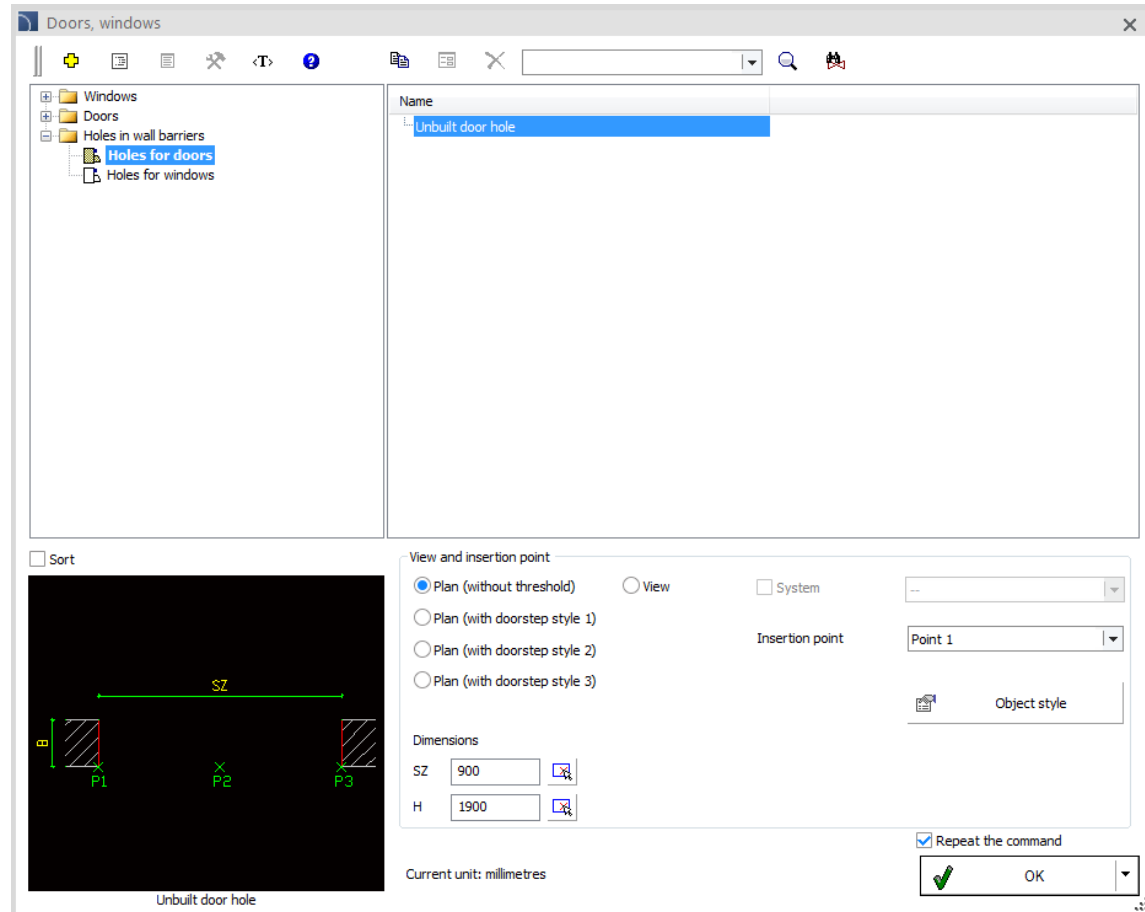 Doors, windows
<T>
?
Windows
Doors
Holes in wall barriers
Holes for doors
Holes for windows
Name
Unbuilt door hole
Sort
SZ
B
P1 P2 P3
Unbuilt door hole
View and insertion point
Plan (without threshold) View System --
Plan (with doorstep style 1)
Insertion point Point 1
Plan (with doorstep style 2)
Plan (with doorstep style 3)
Object style
Dimensions
SZ 900
H 1900
Repeat the command
Current unit: millimetres
OK